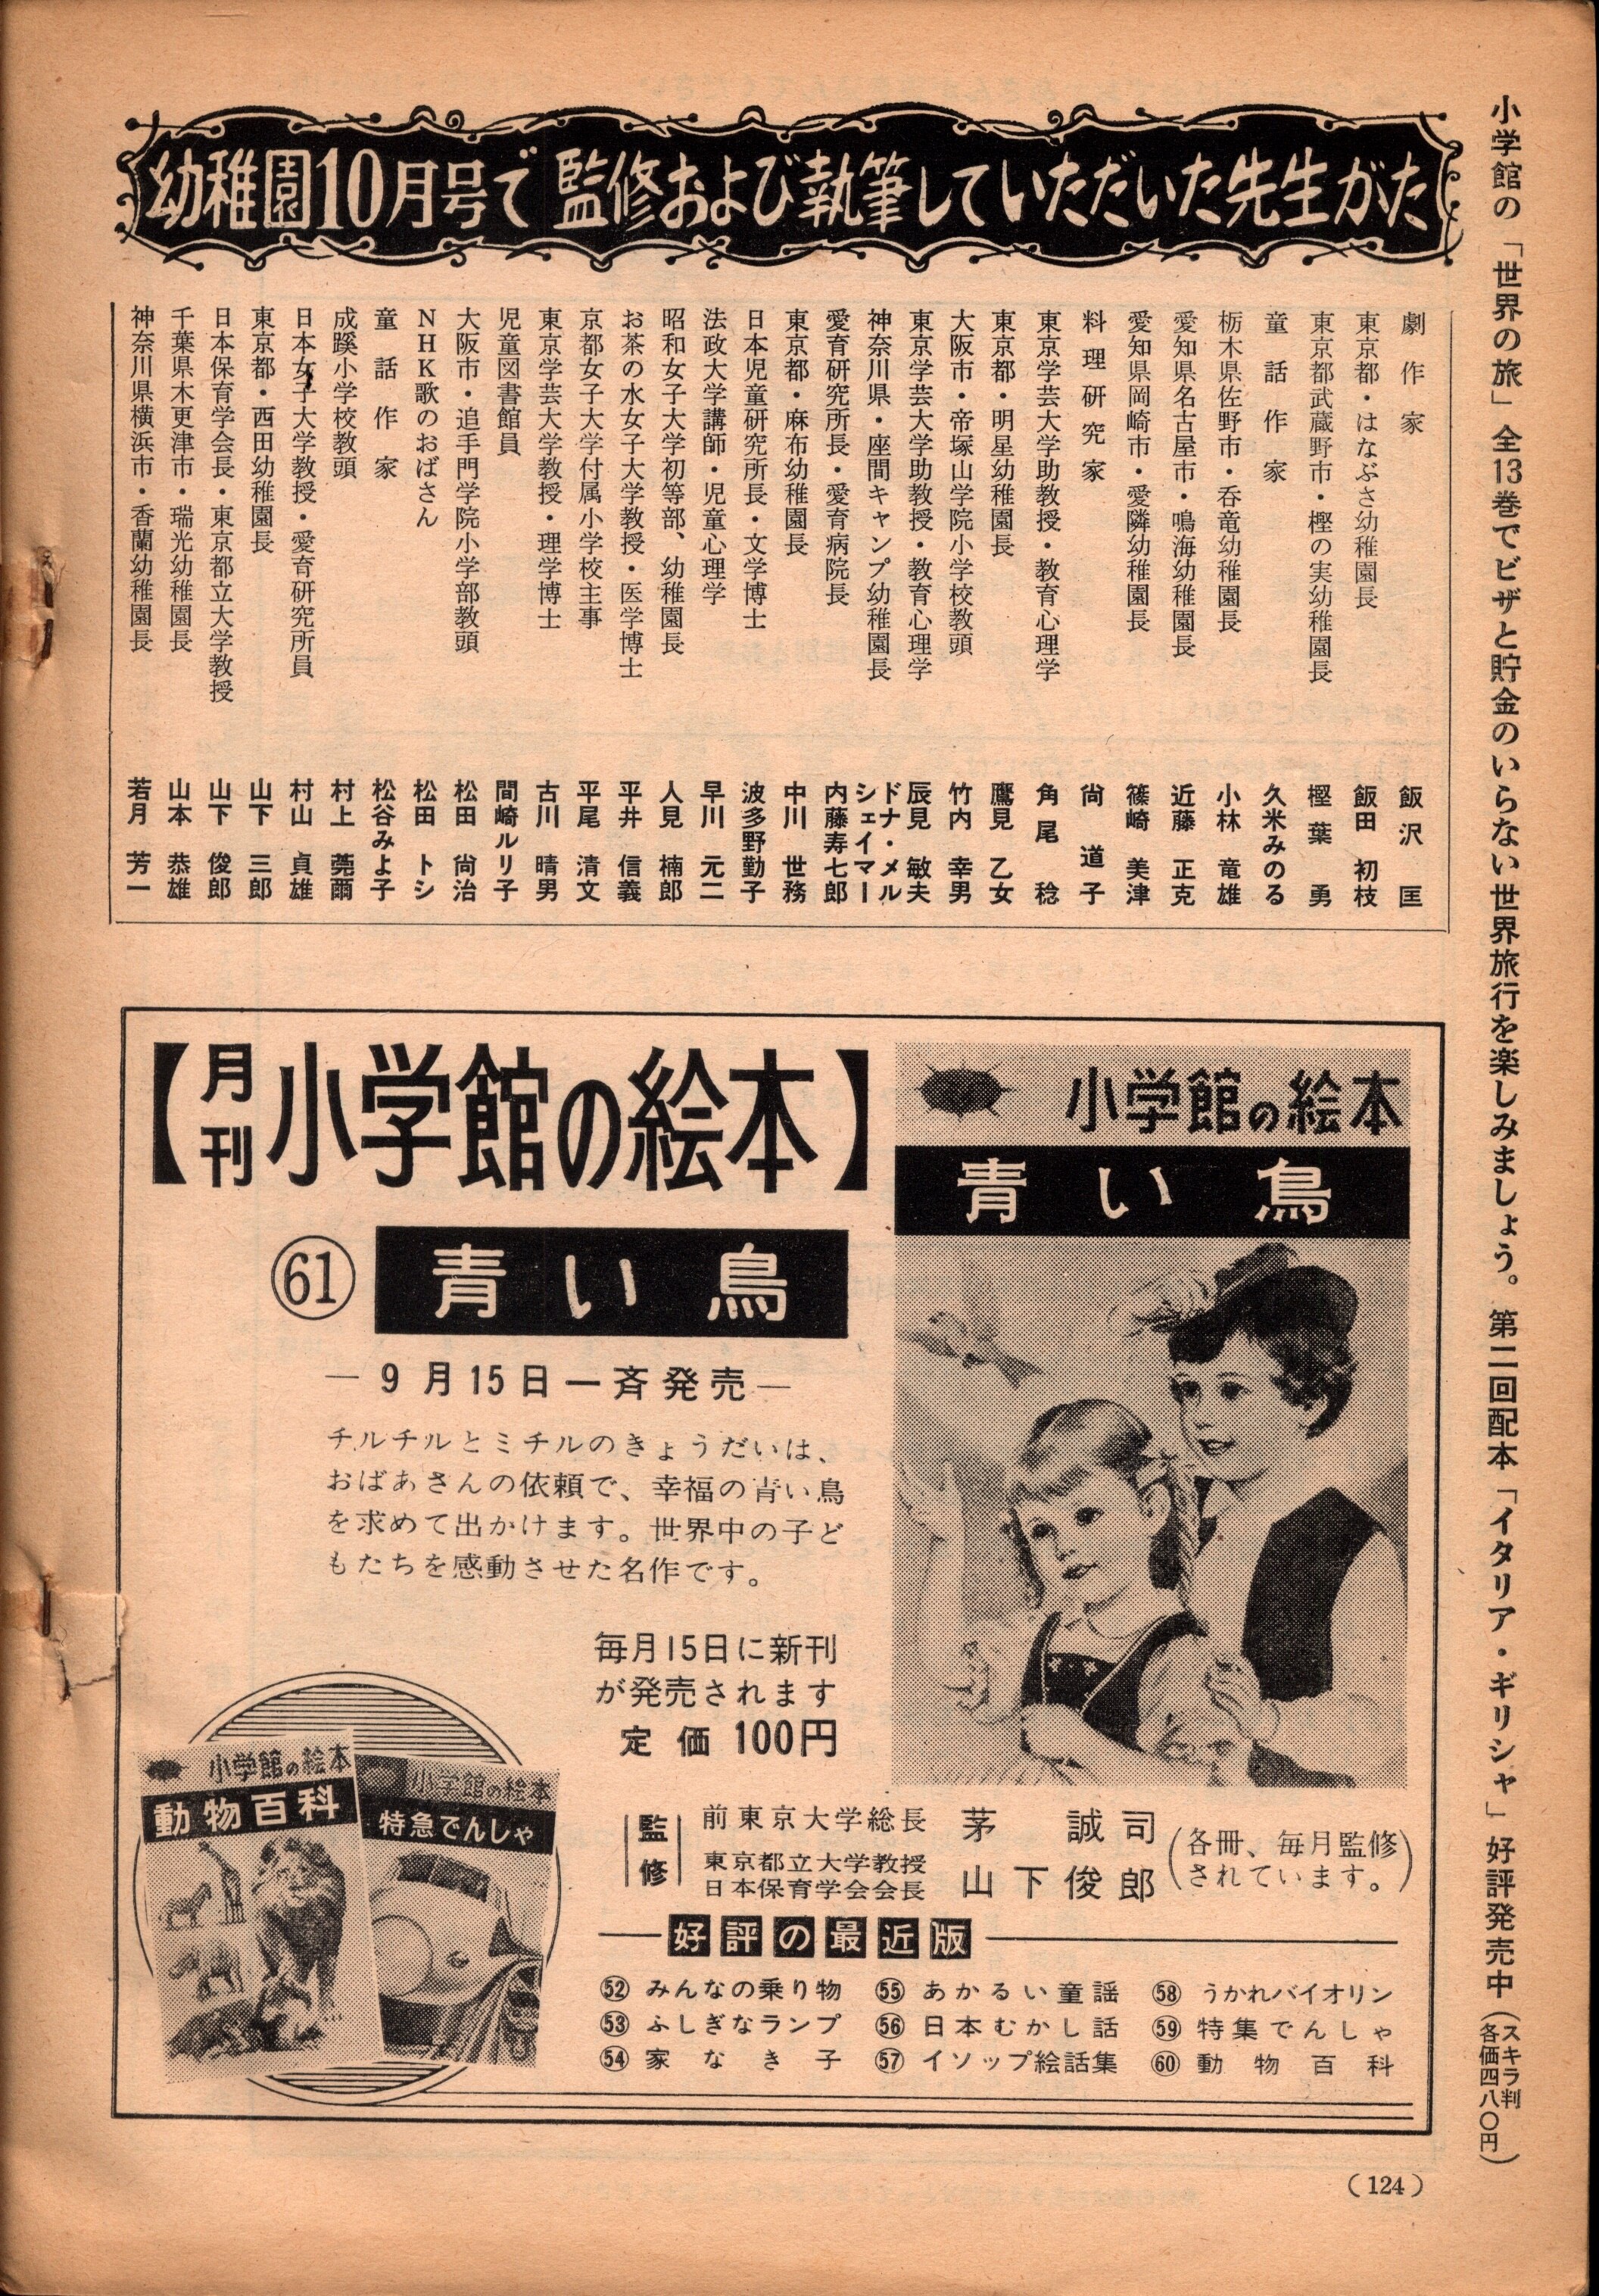 小学館の「世界の旅」全13巻でビザと貯金のいらない世界旅行を楽しみましょう。第二回配本「イタリア・ギリシャ」好評発売中（スキラ判 各価四八〇円）
幼稚園10月号で監修および執筆していただいた先生がた
劇作家 飯沢匡
東京都・はなぶさ幼稚園長 飯田初枝
東京都武蔵野市・樫の実幼稚園長 樫葉勇
童話作家 久米みのる
栃木県佐野市・呑竜幼稚園長 小林竜雄
愛知県名古屋市・鳴海幼稚園長 近藤正克
愛知県岡崎市・愛隣幼稚園長 篠崎美津
料理研究家 尚道子
東京学芸大学助教授・教育心理学 角尾稔
東京都・明星幼稚園長 鷹見乙女
大阪市・帝塚山学院小学校教頭 竹内幸男
東京学芸大学助教授・教育心理学 辰見敏夫
神奈川県・座間キャンプ幼稚園長 ドナ・メルシェイマー
愛育研究所長・愛育病院長 内藤寿七郎
東京都・麻布幼稚園長 中川世務
日本児童研究所長・文学博士 波多野勤子
法政大学講師・児童心理学 早川元二
昭和女子大学初等部、幼稚園長 人見楠郎
お茶の水女子大学教授・医学博士 平井信義
京都女子大学付属小学校主事 平尾清文
東京学芸大学教授・理学博士 古川晴男
児童図書館員 間崎ルリ子
大阪市・追手門学院小学部教頭 松田尚治
NHK歌のおばさん 松田トシ
童話作家 松谷みよ子
成蹊小学校教頭 村上莞爾
日本女子大学教授・愛育研究所員 村山貞雄
東京都・西田幼稚園長 山下三郎
日本保育学会長・東京都立大学教授 山下俊郎
千葉県木更津市・瑞光幼稚園長 山本恭雄
神奈川県横浜市・香蘭幼稚園長 若月芳一
【月刊 小学館の絵本】
61 青い鳥
―9月15日一斉発売―
チルチルとミチルのきょうだいは、
おばあさんの依頼で、幸福の青い鳥
を求めて出かけます。世界中の子ど
もたちを感動させた名作です。
毎月15日に新刊
が発売されます
定価 100円
小学館の絵本
青い鳥
小学館の絵本
動物百科
小学館の絵本
特急でんしゃ
監修
前東京大学総長 茅誠司
東京都立大学教授
日本保育学会会長 山下俊郎
（各冊、毎月監修
されています。）
好評の最近版
52 みんなの乗り物
53 ふしぎなランプ
54 家なき子
55 あかるい童謡
56 日本むかし話
57 イソップ絵話集
58 うかれバイオリン
59 特集でんしゃ
60 動物百科
（124）